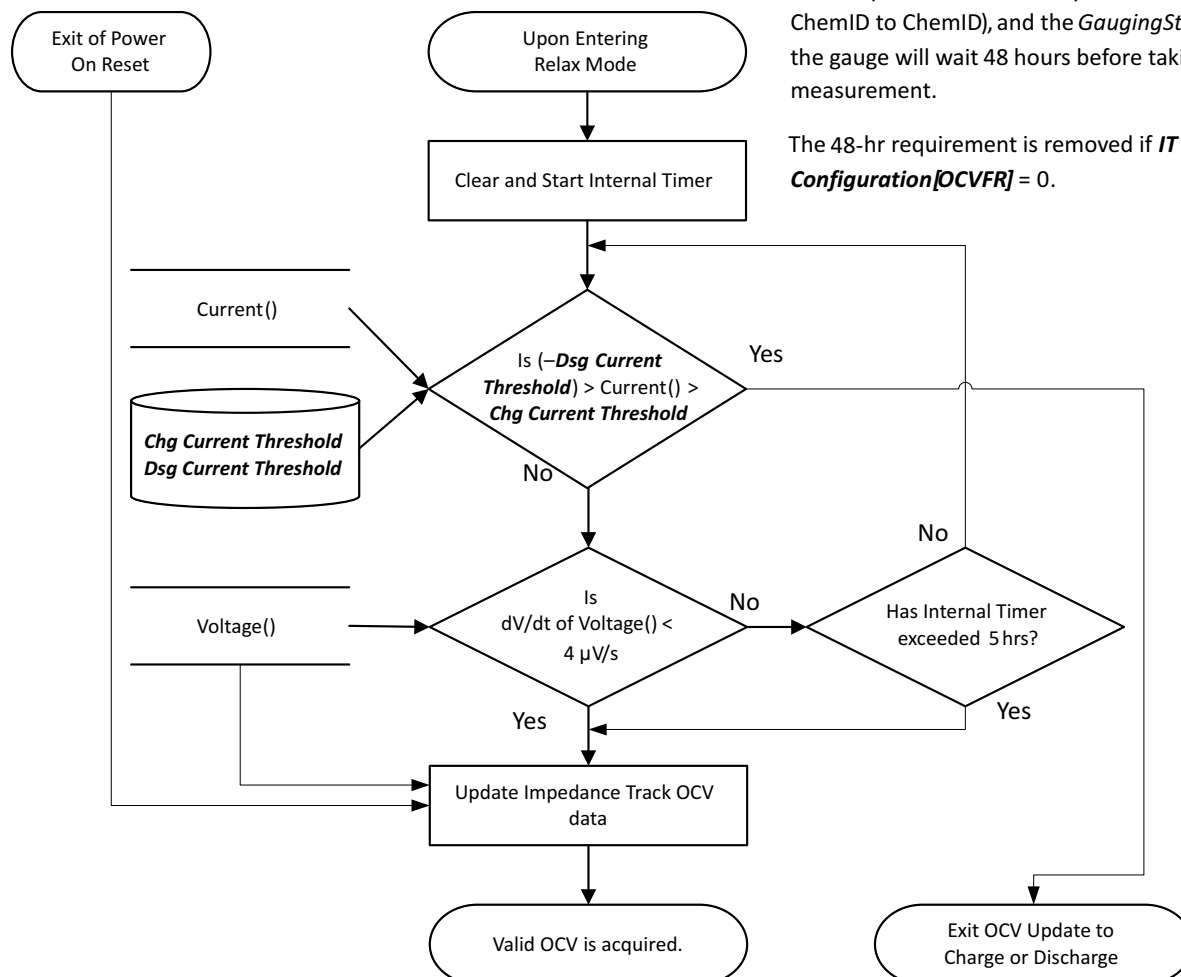 ChemID to ChemID), and the GaugingSt
the gauge will wait 48 hours before taki
measurement.
The 48-hr requirement is removed if IT
Configuration[OCVFR] = 0.
Exit of Power
On Reset
Upon Entering
Relax Mode
Clear and Start Internal Timer
Current()
Chg Current Threshold
Dsg Current Threshold
Is (–Dsg Current
Threshold) > Current() >
Chg Current Threshold
Yes
No
Voltage()
Is
dV/dt of Voltage() <
4 µV/s
No
Yes
Has Internal Timer
exceeded 5 hrs?
No
Yes
Update Impedance Track OCV
data
Valid OCV is acquired.
Exit OCV Update to
Charge or Discharge